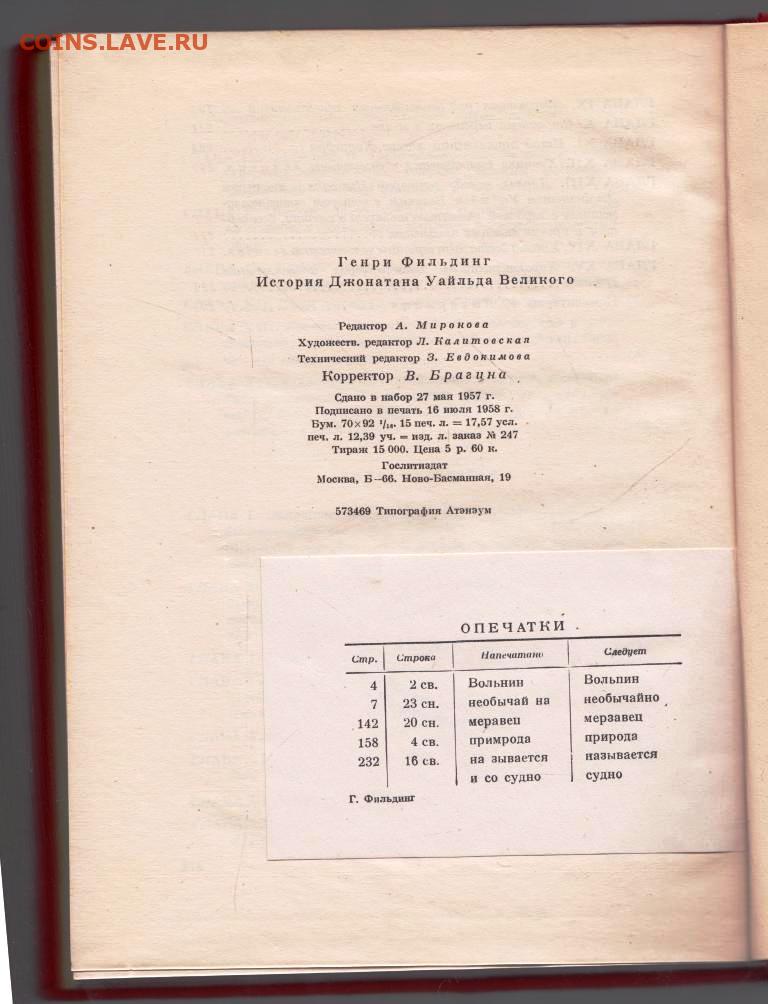 COINS.LAVE.RU
Генри Фильдинг
История Джонатана Уайльда Великого
Редактор А. Миронова
Художеств. редактор Л. Калитовская
Технический редактор З. Евдокимова
Корректор В. Брагина
Сдано в набор 27 мая 1957 г.
Подписано в печать 16 июля 1958 г.
Бум. 70×92 1/16. 15 печ. л. = 17,57 усл.
печ. л. 12,39 уч. = изд. л. заказ № 247
Тираж 15 000. Цена 5 р. 60 к.
Гослитиздат
Москва, Б—66. Ново-Басманная, 19
573469 Типография Атэнэум
ОПЕЧАТКИ
Стр. Строка Напечатано Следует
4 2 св. Вольнин Вольпин
7 23 сн. необычай на необычайно
142 20 сн. меравец мерзавец
158 4 св. примрода природа
232 16 св. на зывается называется
и со судно судно
Г. Фильдинг